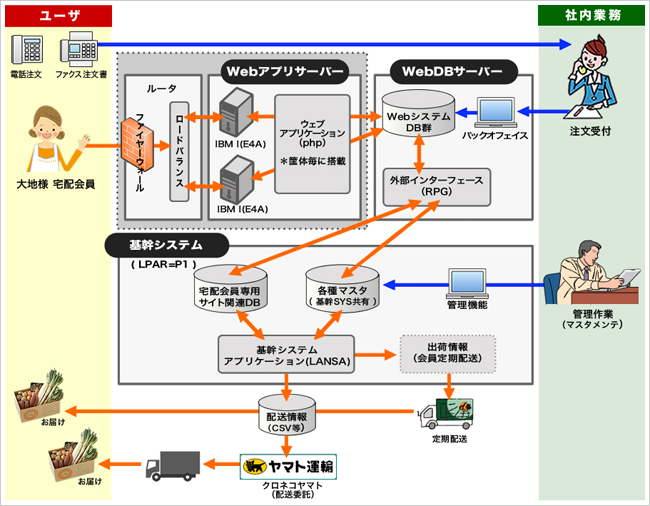 ユーザ
社内業務
電話注文
ファクス注文書
Webアプリサーバー
WebDBサーバー
ルータ
ファイヤーウォール
ロードバランス
IBM I(E4A)
IBM I(E4A)
ウェブ
アプリケーション
(php)
*筐体毎に搭載
Webシステム
DB群
バックオフェイス
注文受付
大地様 宅配会員
外部インターフェース
(RPG)
基幹システム
( LPAR=P1 )
宅配会員専用
サイト関連DB
各種マスタ
( 基幹SYS共有 )
管理機能
管理作業
(マスタメンテ)
基幹システム
アプリケーション(LANSA)
出荷情報
(会員定期配送)
配送情報
(CSV等)
定期配送
お届け
お届け
ヤマト運輸
クロネコヤマト
(配送委託)